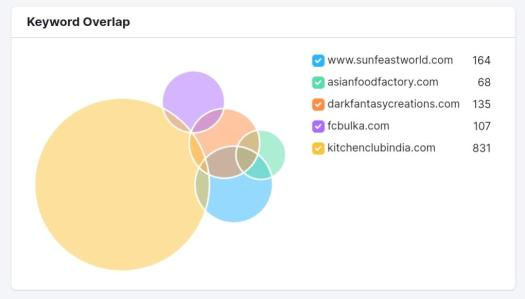 Keyword Overlap
www.sunfeastworld.com 164
asianfoodfactory.com 68
darkfantasycreations.com 135
fcbulka.com 107
kitchenclubindia.com 831